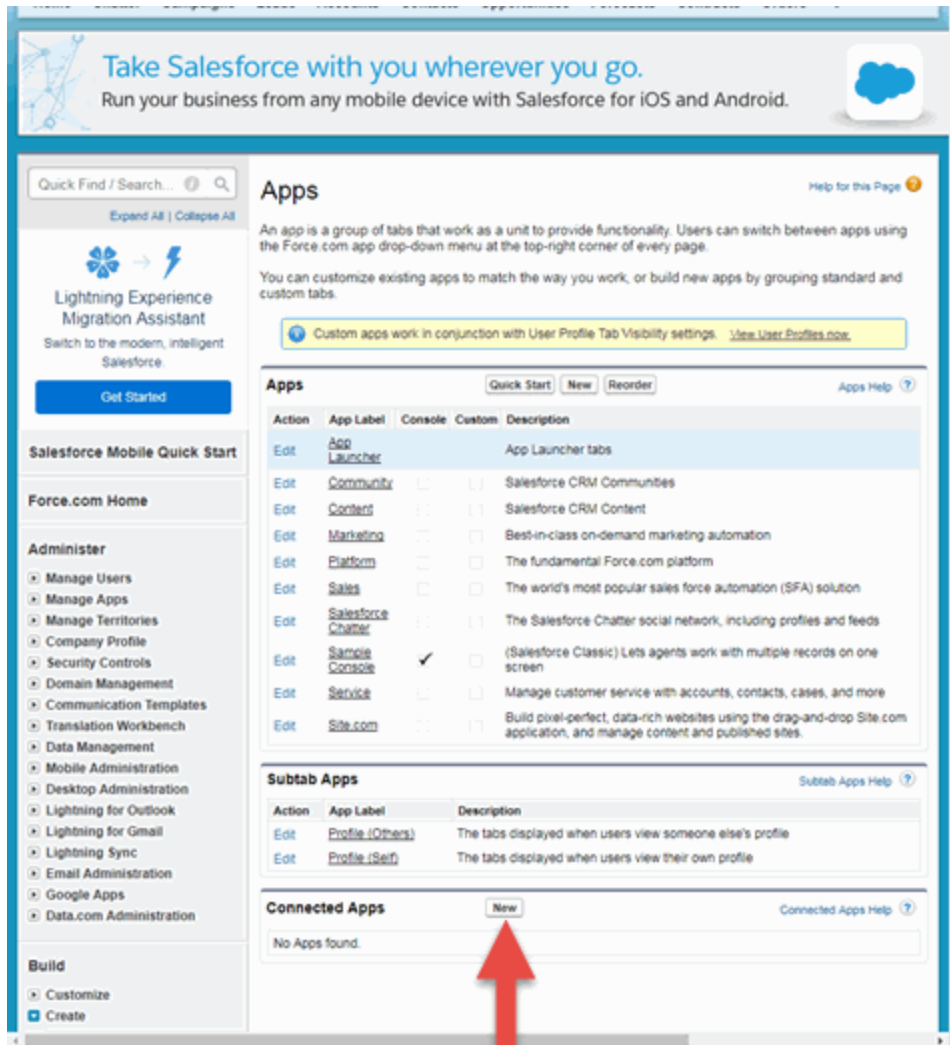 Take Salesforce with you wherever you go.
Run your business from any mobile device with Salesforce for iOS and Android.
Quick Find / Search...
Expand All | Collapse All
Lightning Experience
Migration Assistant
Switch to the modern, intelligent
Salesforce.
Get Started
Salesforce Mobile Quick Start
Force.com Home
Administer
Manage Users
Manage Apps
Manage Territories
Company Profile
Security Controls
Domain Management
Communication Templates
Translation Workbench
Data Management
Mobile Administration
Desktop Administration
Lightning for Outlook
Lightning for Gmail
Lightning Sync
Email Administration
Google Apps
Data.com Administration
Build
Customize
Create
Apps
Help for this Page
An app is a group of tabs that work as a unit to provide functionality. Users can switch between apps using
the Force.com app drop-down menu at the top-right corner of every page.
You can customize existing apps to match the way you work, or build new apps by grouping standard and
custom tabs.
Custom apps work in conjunction with User Profile Tab Visibility settings. View User Profiles now.
Apps Quick Start New Reorder Apps Help ?
Action App Label Console Custom Description
Edit App Launcher App Launcher tabs
Edit Community Salesforce CRM Communities
Edit Content Salesforce CRM Content
Edit Marketing Best-in-class on-demand marketing automation
Edit Platform The fundamental Force.com platform
Edit Sales The world's most popular sales force automation (SFA) solution
Edit Salesforce Chatter The Salesforce Chatter social network, including profiles and feeds
Edit Sample Console ✓ (Salesforce Classic) Lets agents work with multiple records on one
screen
Edit Service Manage customer service with accounts, contacts, cases, and more
Edit Site.com Build pixel-perfect, data-rich websites using the drag-and-drop Site.com
application, and manage content and published sites.
Subtab Apps Subtab Apps Help ?
Action App Label Description
Edit Profile (Others) The tabs displayed when users view someone else's profile
Edit Profile (Self) The tabs displayed when users view their own profile
Connected Apps New Connected Apps Help ?
No Apps found.